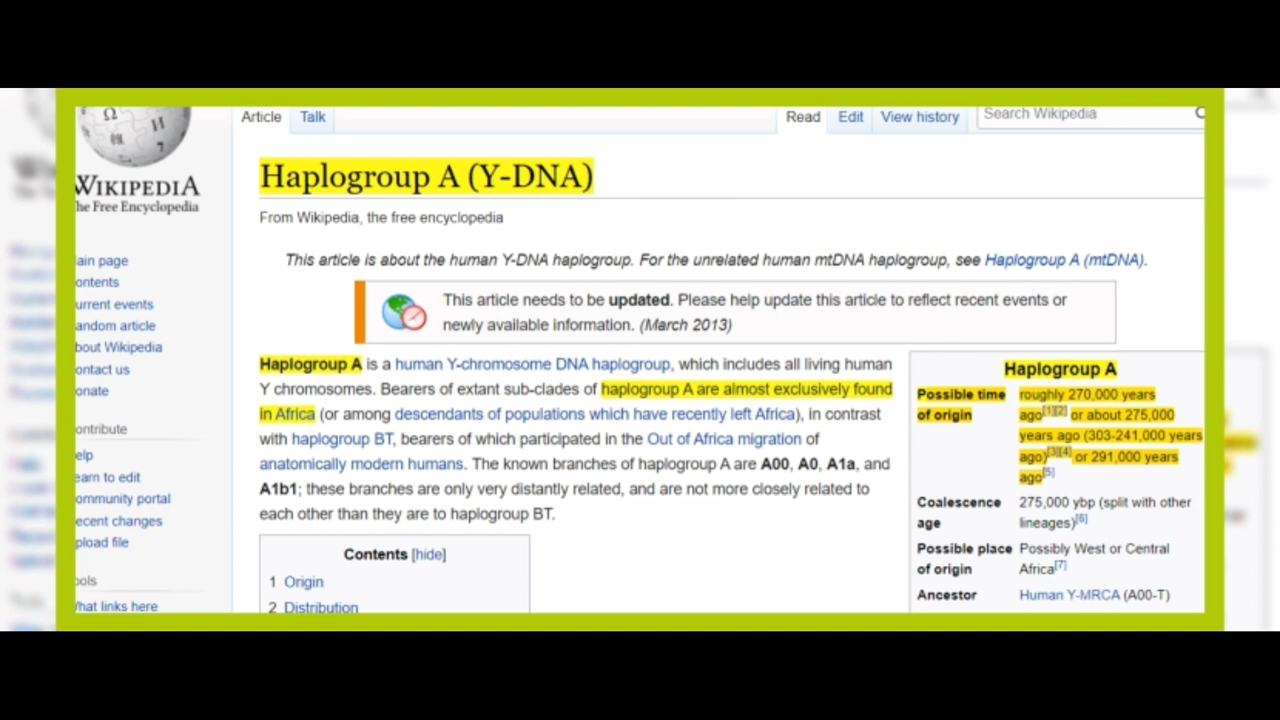 Article Talk Read Edit View history Search Wikipedia
WIKIPEDIA
The Free Encyclopedia
Haplogroup A (Y-DNA)
From Wikipedia, the free encyclopedia
This article is about the human Y-DNA haplogroup. For the unrelated human mtDNA haplogroup, see Haplogroup A (mtDNA).
This article needs to be updated. Please help update this article to reflect recent events or
newly available information. (March 2013)
ain page
ontents
urrent events
andom article
bout Wikipedia
ontact us
onate
ontribute
elp
earn to edit
ommunity portal
ecent changes
pload file
ools
What links here
Haplogroup A is a human Y-chromosome DNA haplogroup, which includes all living human
Y chromosomes. Bearers of extant sub-clades of haplogroup A are almost exclusively found
in Africa (or among descendants of populations which have recently left Africa), in contrast
with haplogroup BT, bearers of which participated in the Out of Africa migration of
anatomically modern humans. The known branches of haplogroup A are A00, A0, A1a, and
A1b1; these branches are only very distantly related, and are not more closely related to
each other than they are to haplogroup BT.
Contents [hide]
1 Origin
2 Distribution
Haplogroup A
Possible time roughly 270,000 years
of origin ago[1][2] or about 275,000
years ago (303-241,000 years
ago)[3][4] or 291,000 years
ago[5]
Coalescence 275,000 ybp (split with other
age lineages)[6]
Possible place Possibly West or Central
of origin Africa[7]
Ancestor Human Y-MRCA (A00-T)